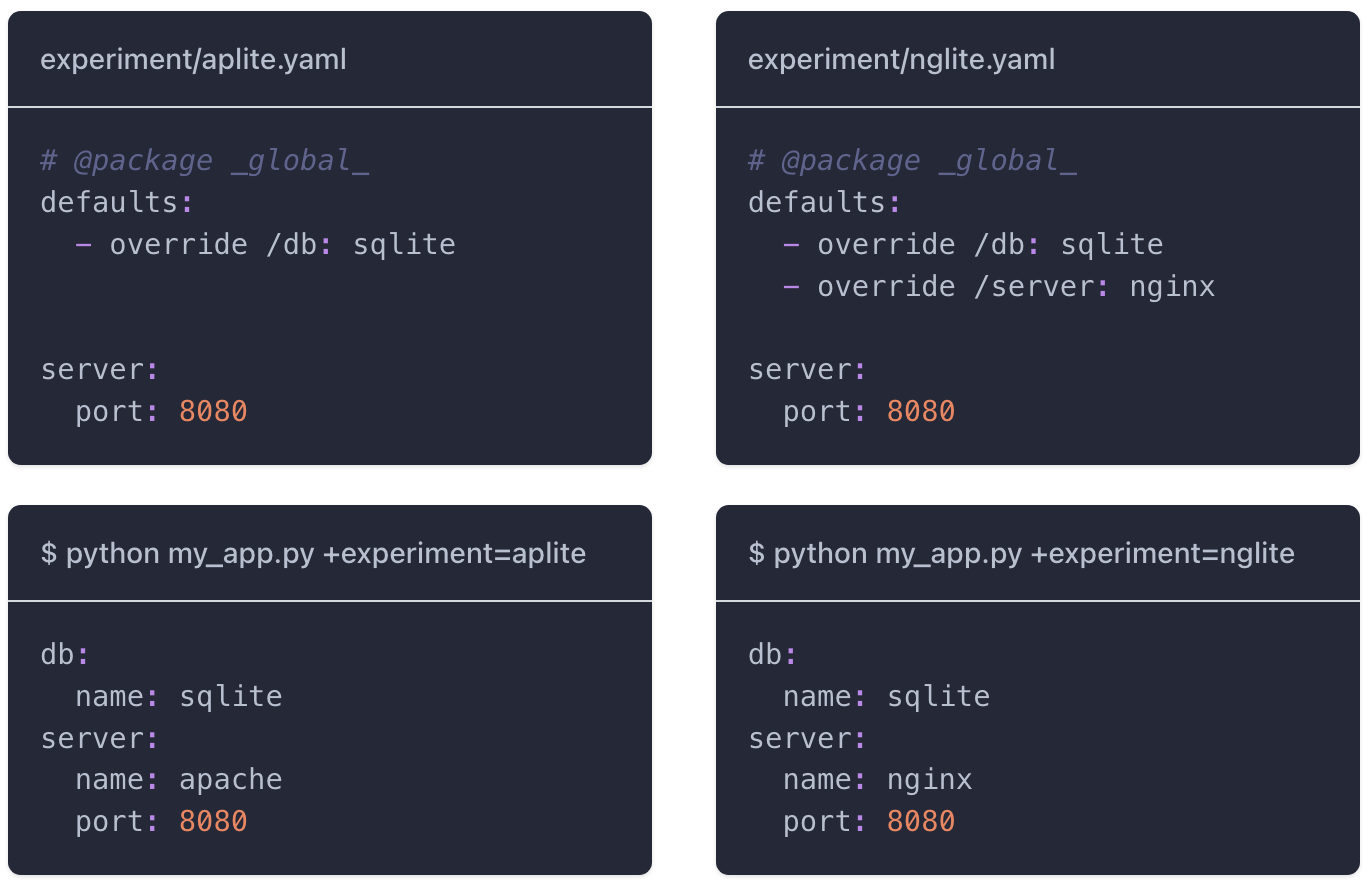 experiment/aplite.yaml
# @package _global_
defaults:
  - override /db: sqlite
server:
  port: 8080
experiment/nglite.yaml
# @package _global_
defaults:
  - override /db: sqlite
  - override /server: nginx
server:
  port: 8080
$ python my_app.py +experiment=aplite
db:
  name: sqlite
server:
  name: apache
  port: 8080
$ python my_app.py +experiment=nglite
db:
  name: sqlite
server:
  name: nginx
  port: 8080